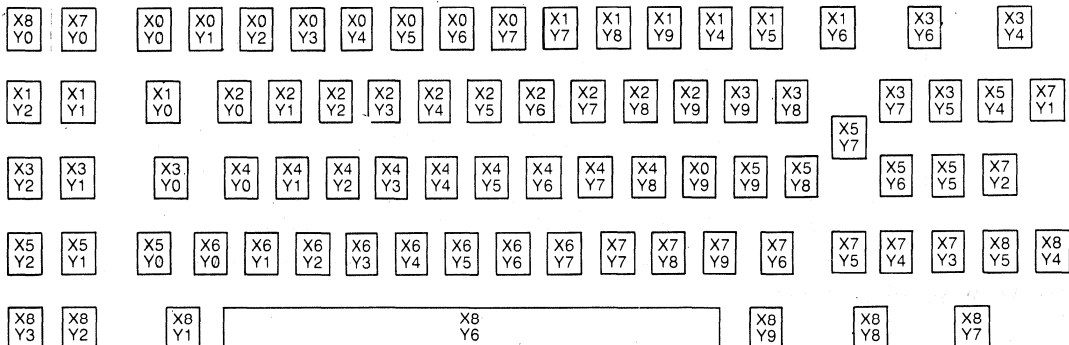 X8 X7 X0 X0 X0 X0 X0 X0 X0 X0 X1 X1 X1 X1 X1 X1 X3 X3
Y0 Y0 Y0 Y1 Y2 Y3 Y4 Y5 Y6 Y7 Y7 Y8 Y9 Y4 Y5 Y6 Y6 Y4
X1 X1 X1 X2 X2 X2 X2 X2 X2 X2 X2 X2 X2 X3 X3 X3 X3 X5 X7
Y2 Y1 Y0 Y0 Y1 Y2 Y3 Y4 Y5 Y6 Y7 Y8 Y9 Y9 Y8 Y7 Y5 Y4 Y1
X5
Y7
X3 X3 X3 X4 X4 X4 X4 X4 X4 X4 X4 X4 X0 X5 X5 X5 X5 X7
Y2 Y1 Y0 Y0 Y1 Y2 Y3 Y4 Y5 Y6 Y7 Y8 Y9 Y9 Y8 Y6 Y5 Y2
X5 X5 X5 X6 X6 X6 X6 X6 X6 X6 X6 X7 X7 X7 X7 X7 X7 X7 X8 X8
Y2 Y1 Y0 Y0 Y1 Y2 Y3 Y4 Y5 Y6 Y7 Y7 Y8 Y9 Y6 Y5 Y4 Y3 Y5 Y4
X8 X8 X8 X8 X8 X8 X8
Y3 Y2 Y1 Y6 Y9 Y8 Y7